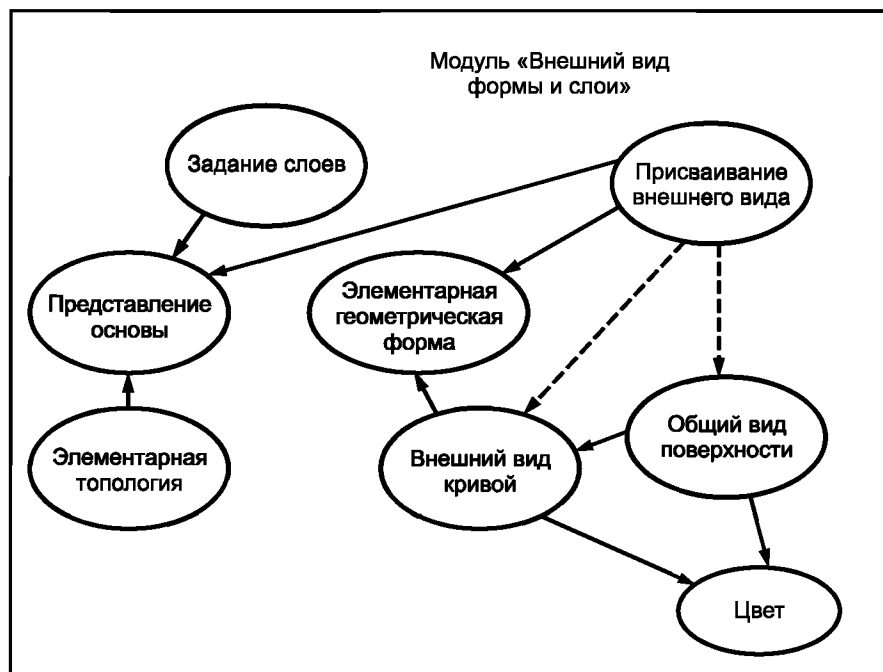 Модуль «Внешний вид
формы и слои»
Задание слоев
Присваивание
внешнего вида
Представление
основы
Элементарная
геометрическая
форма
Элементарная
топология
Внешний вид
кривой
Общий вид
поверхности
Цвет